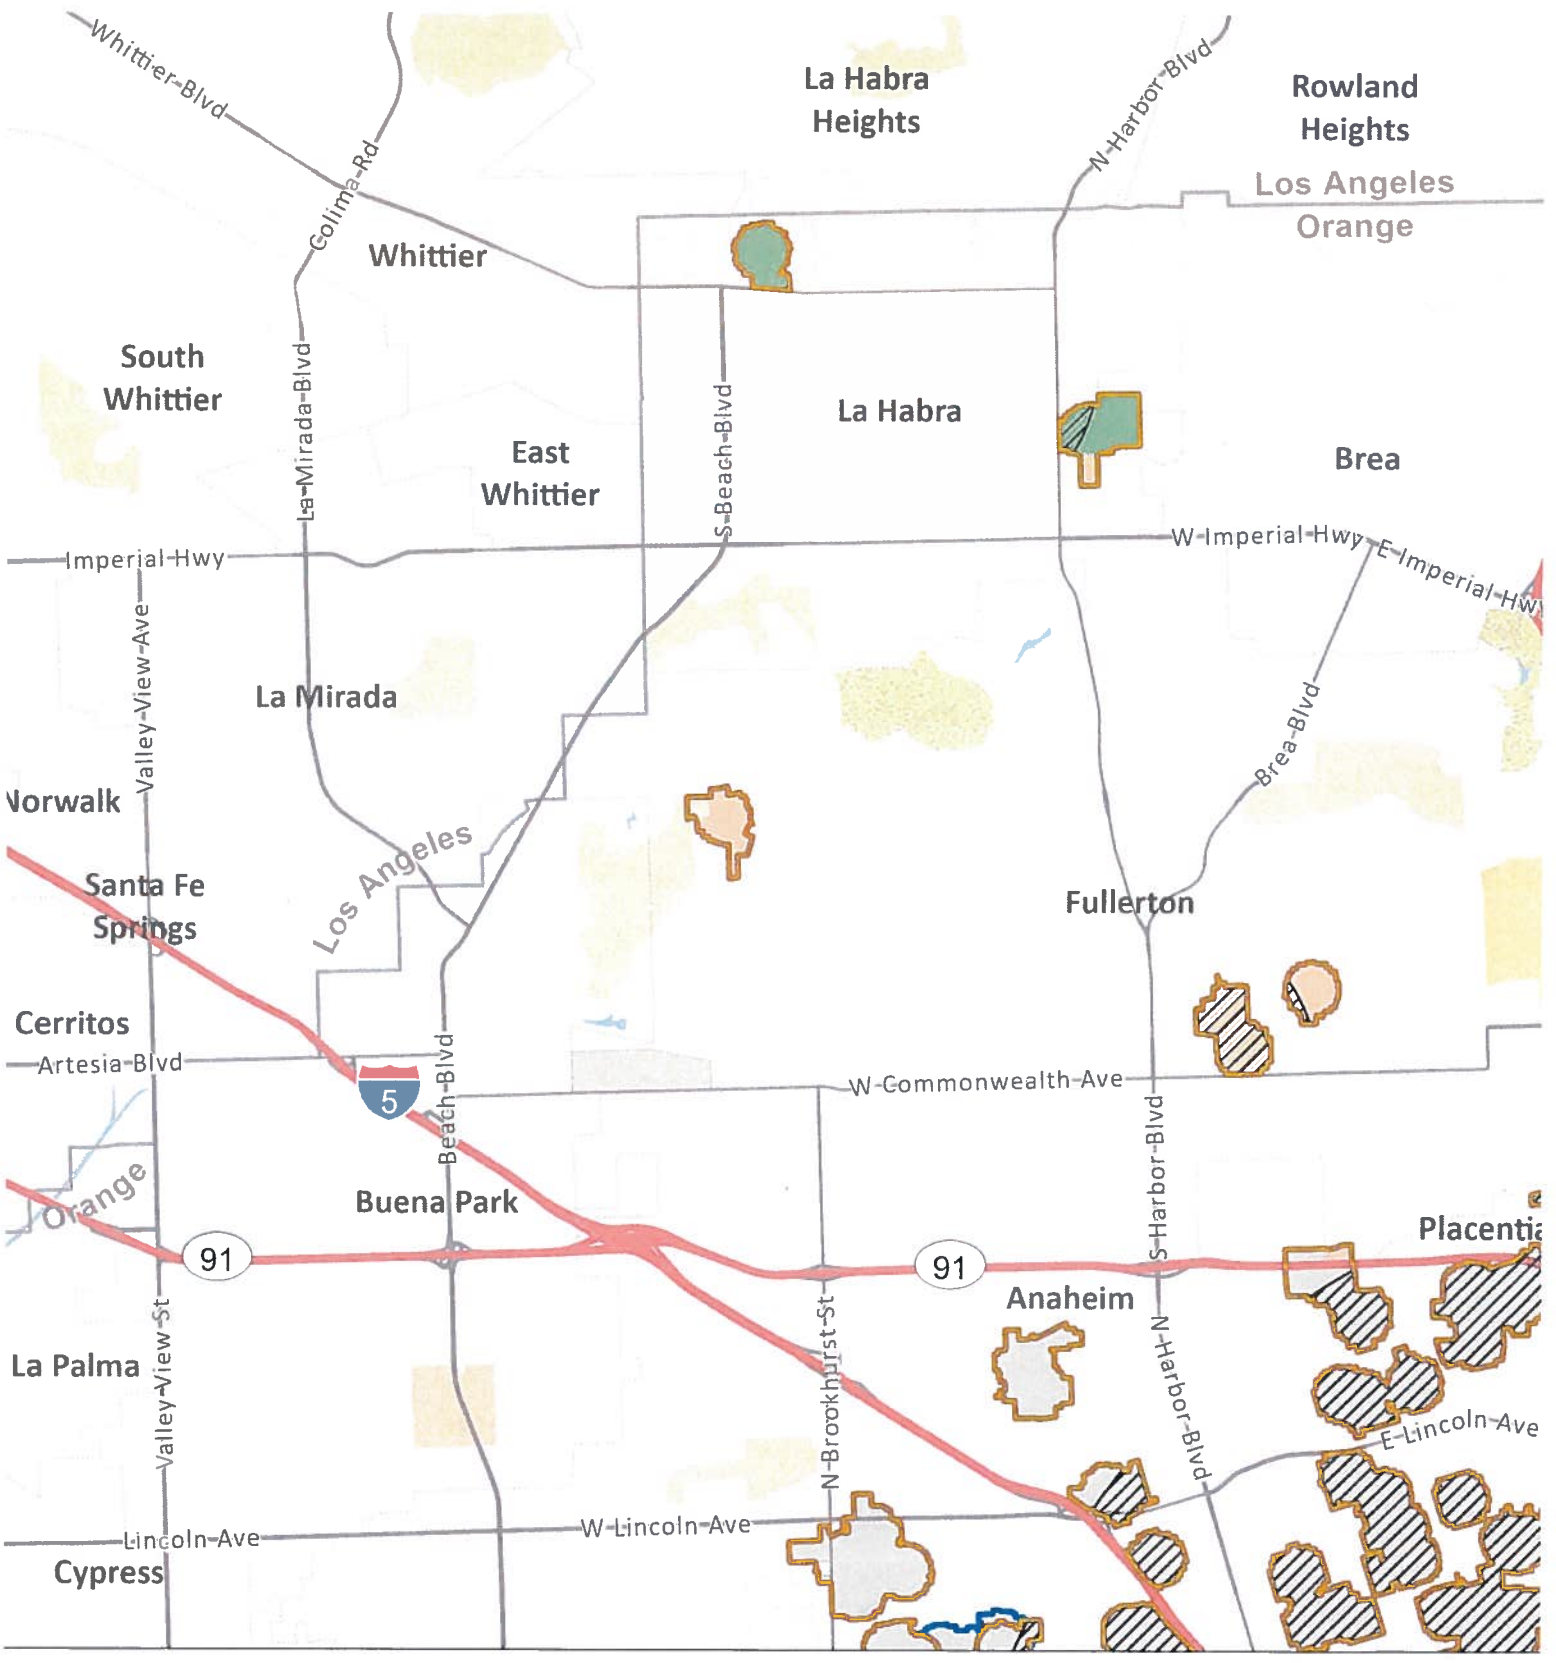 Whittier-Blvd
La Habra
Heights
N-Harbor-Blvd
Rowland
Heights
Los Angeles
Orange
Colima-Rd
Whittier
South
Whittier
La-Mirada-Blvd
S-Beach-Blvd
La Habra
East
Whittier
Brea
Imperial-Hwy
W-Imperial-Hwy
E-Imperial-Hwy
Valley-View-Ave
La Mirada
Brea-Blvd
Norwalk
Los Angeles
Santa Fe
Springs
Fullerton
Cerritos
Artesia-Blvd
5
Beach-Blvd
W-Commonwealth-Ave
S-Harbor-Blvd
Orange
Buena Park
Placentia
91
91
Anaheim
La Palma
Valley-View-St
N-Brookhurst-St
N-Harbor-Blvd
E-Lincoln-Ave
Lincoln-Ave
W-Lincoln-Ave
Cypress